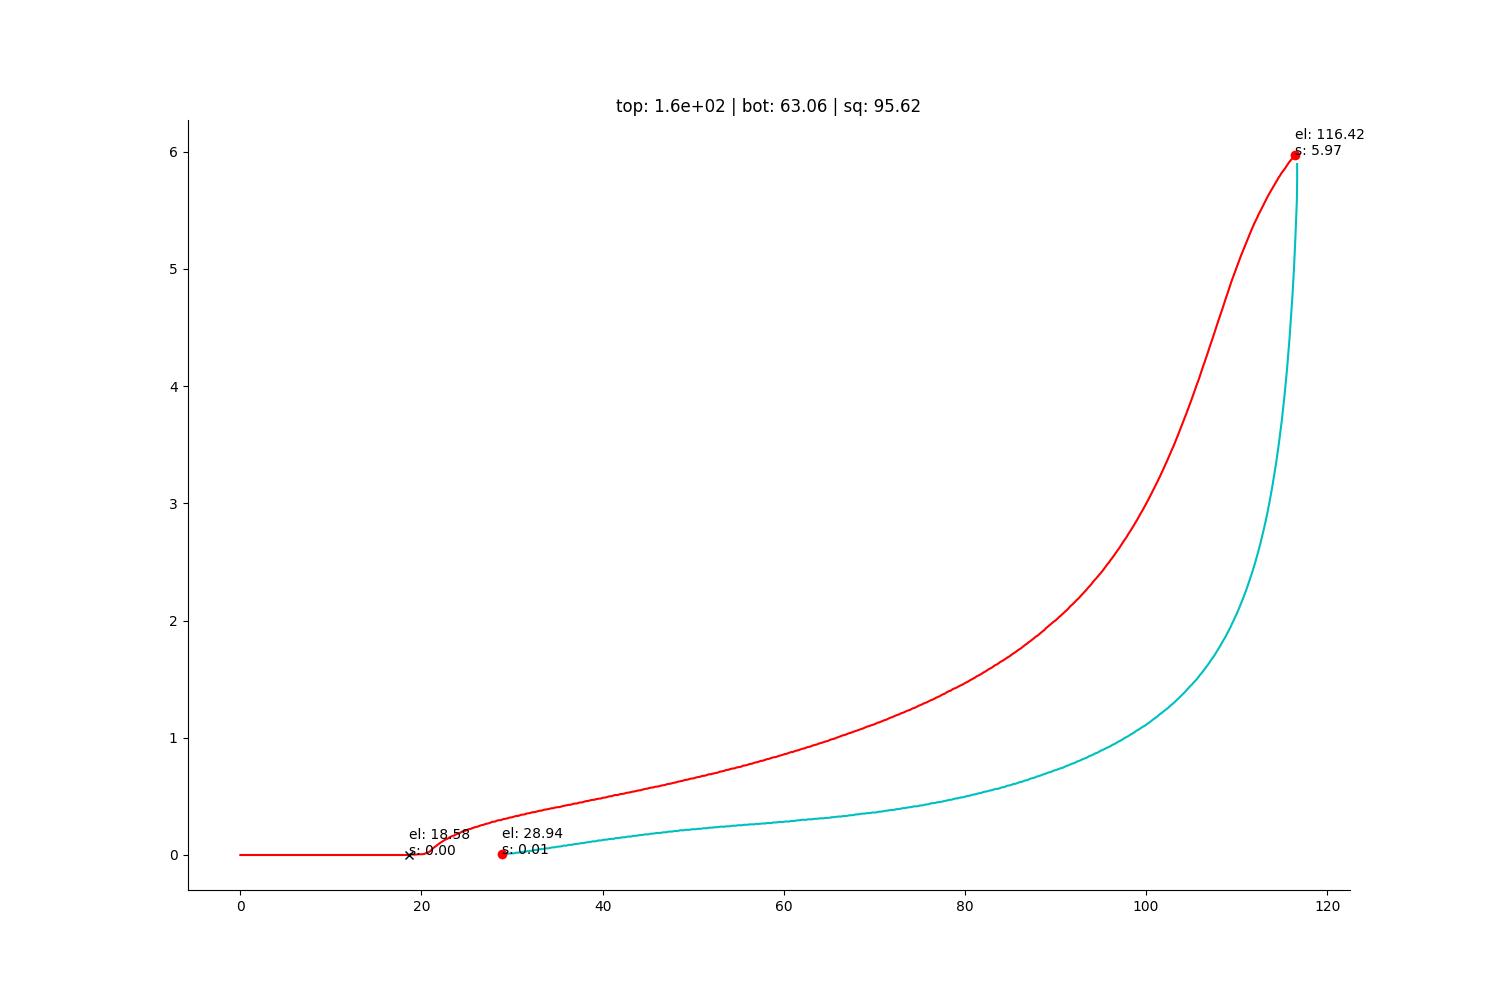 top: 1.6e+02 | bot: 63.06 | sq: 95.62
el: 116.42
s: 5.97
6
5
4
3
2
1
0
el: 18.58
s: 0.00
el: 28.94
s: 0.01
0 20 40 60 80 100 120